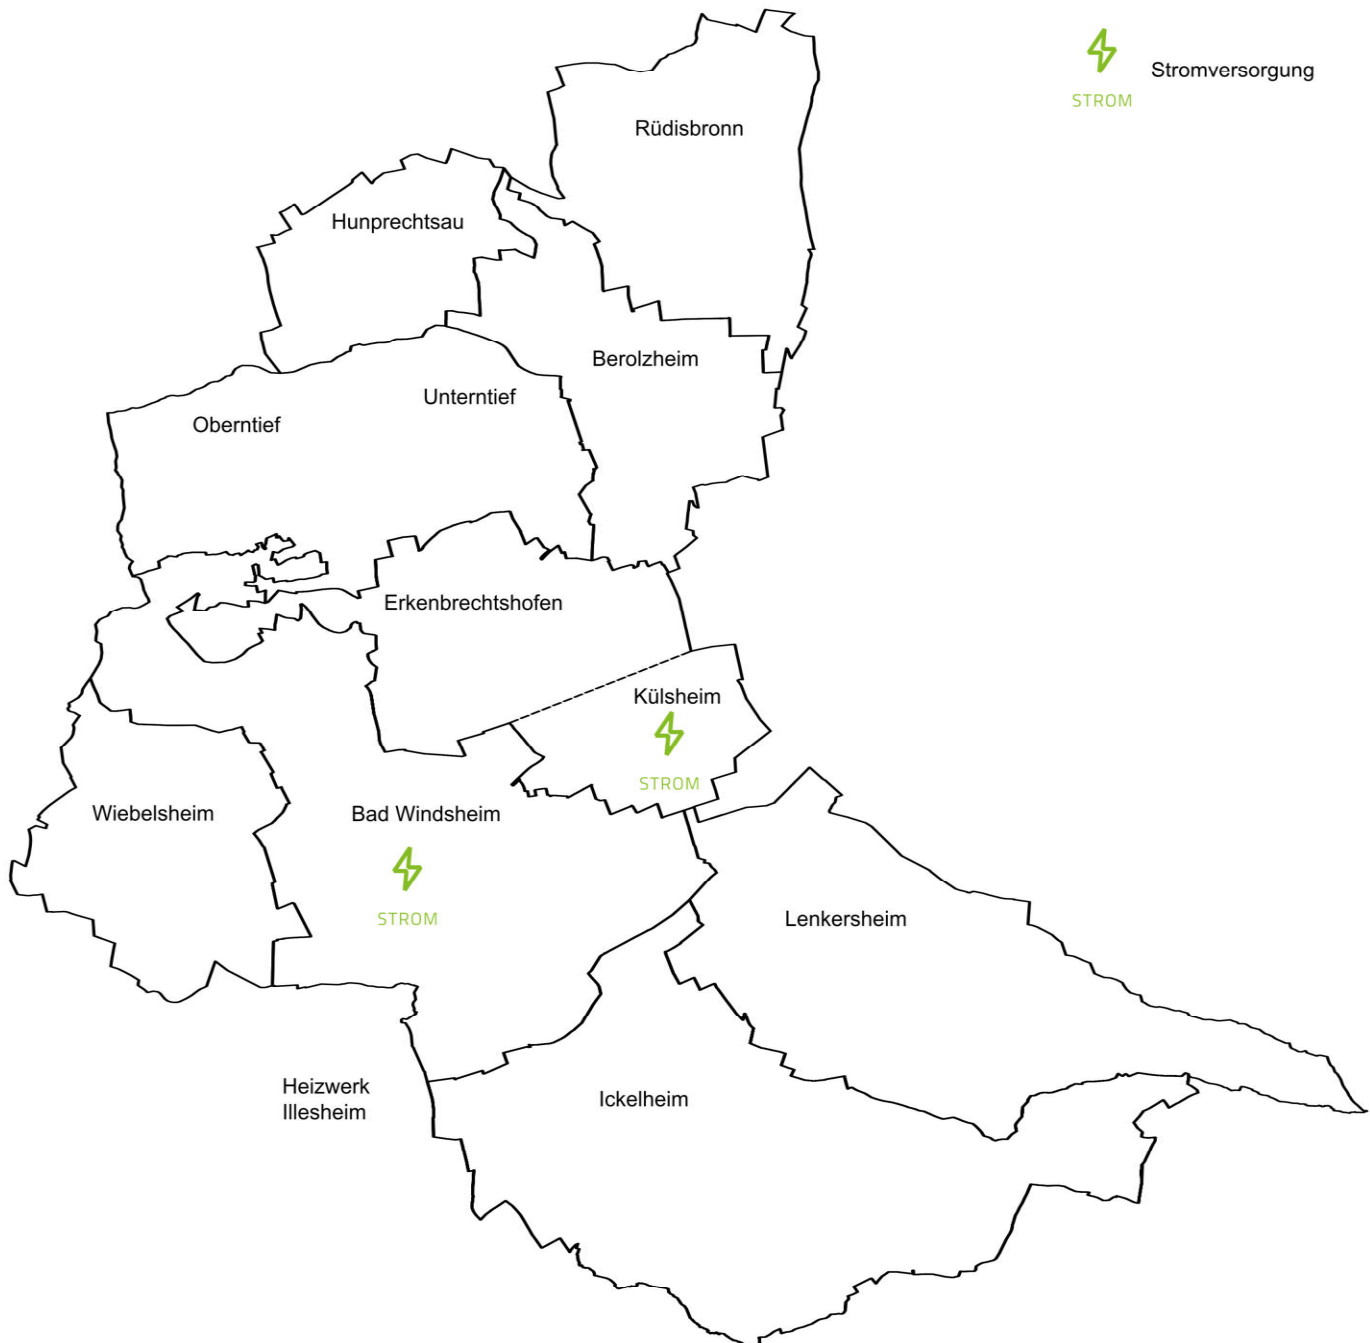 STROM
Stromversorgung
Rüdisbronn
Hunprechtsau
Berolzheim
Unterntief
Oberntief
Erkenbrechtshofen
Külsheim
STROM
Wiebelsheim
Bad Windsheim
STROM
Lenkersheim
Heizwerk
Illesheim
Ickelheim